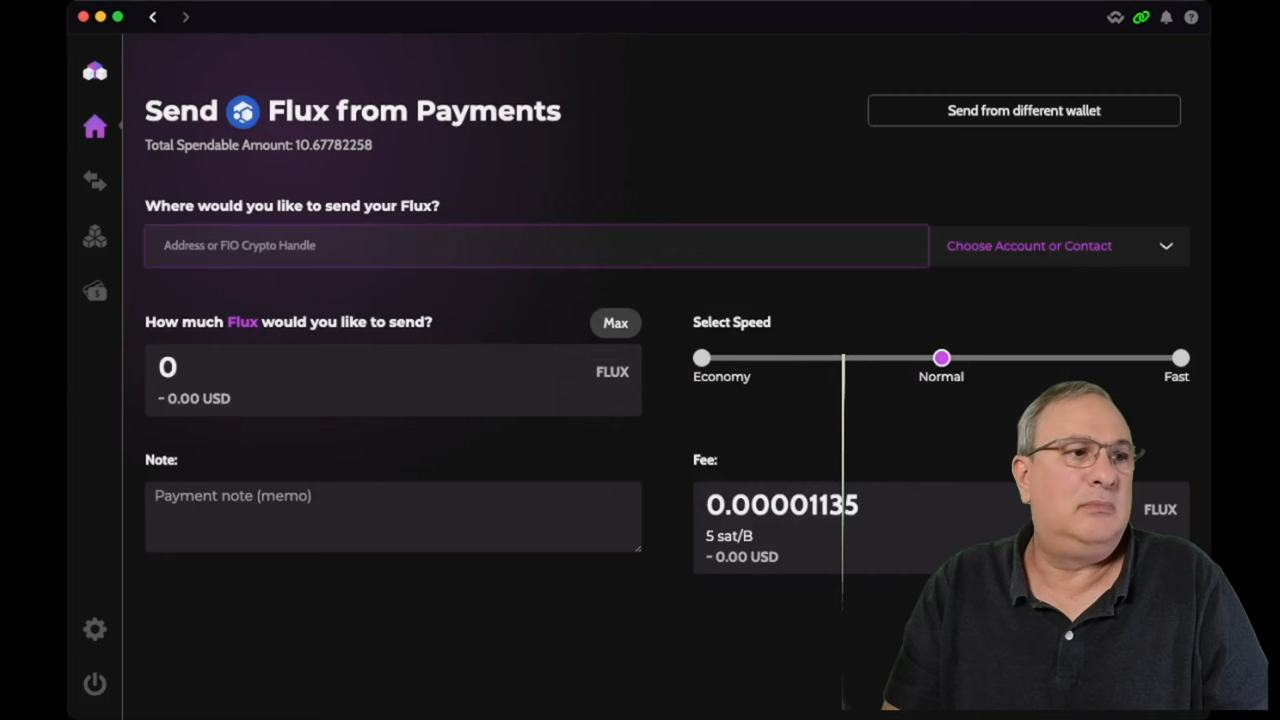 Send Flux from Payments
Send from different wallet
Total Spendable Amount: 10.67782258
Where would you like to send your Flux?
Address or FIO Crypto Handle
Choose Account or Contact
How much Flux would you like to send?
Max
0
FLUX
~ 0.00 USD
Select Speed
Economy
Normal
Fast
Note:
Payment note (memo)
Fee:
0.00001135
FLUX
5 sat/B
~ 0.00 USD